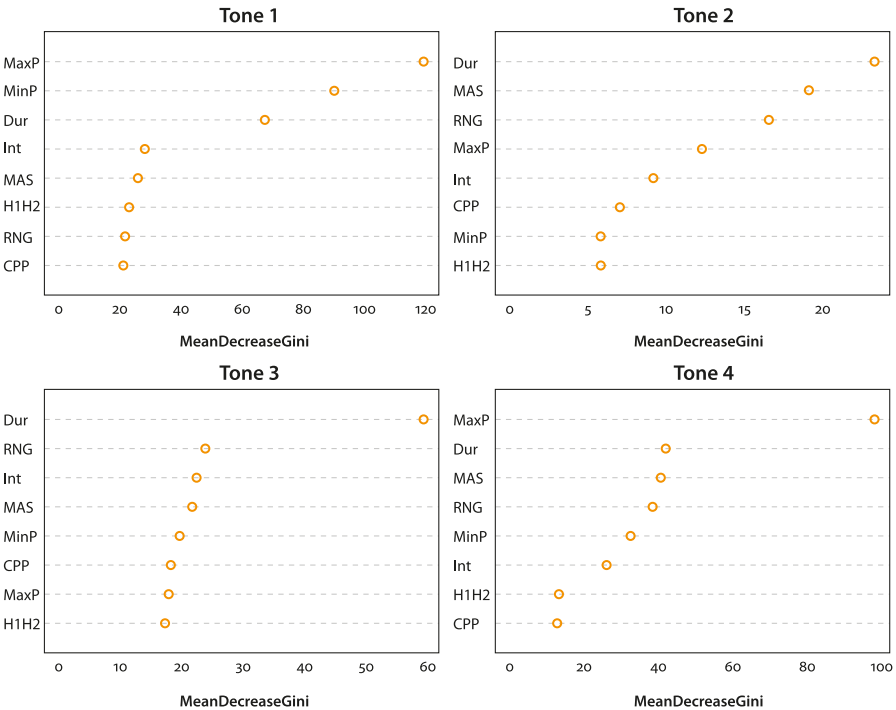 Tone 1
MaxP
MinP
Dur
Int
MAS
H1H2
RNG
CPP
0 20 40 60 80 100 120
MeanDecreaseGini
Tone 2
Dur
MAS
RNG
MaxP
Int
CPP
MinP
H1H2
0 5 10 15 20
MeanDecreaseGini
Tone 3
Dur
RNG
Int
MAS
MinP
CPP
MaxP
H1H2
0 10 20 30 40 50 60
MeanDecreaseGini
Tone 4
MaxP
Dur
MAS
RNG
MinP
Int
H1H2
CPP
0 20 40 60 80 100
MeanDecreaseGini